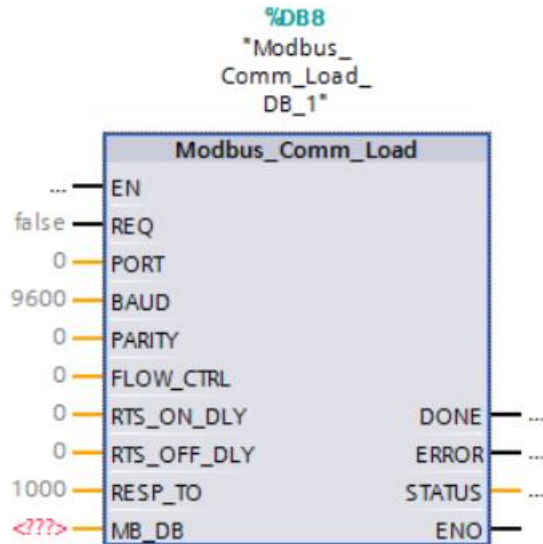 %DB8
"Modbus_
Comm_Load_
DB_1"
Modbus_Comm_Load
... EN
false REQ
0 PORT
9600 BAUD
0 PARITY
0 FLOW_CTRL
0 RTS_ON_DLY DONE ...
0 RTS_OFF_DLY ERROR ...
1000 RESP_TO STATUS ...
<???> MB_DB ENO